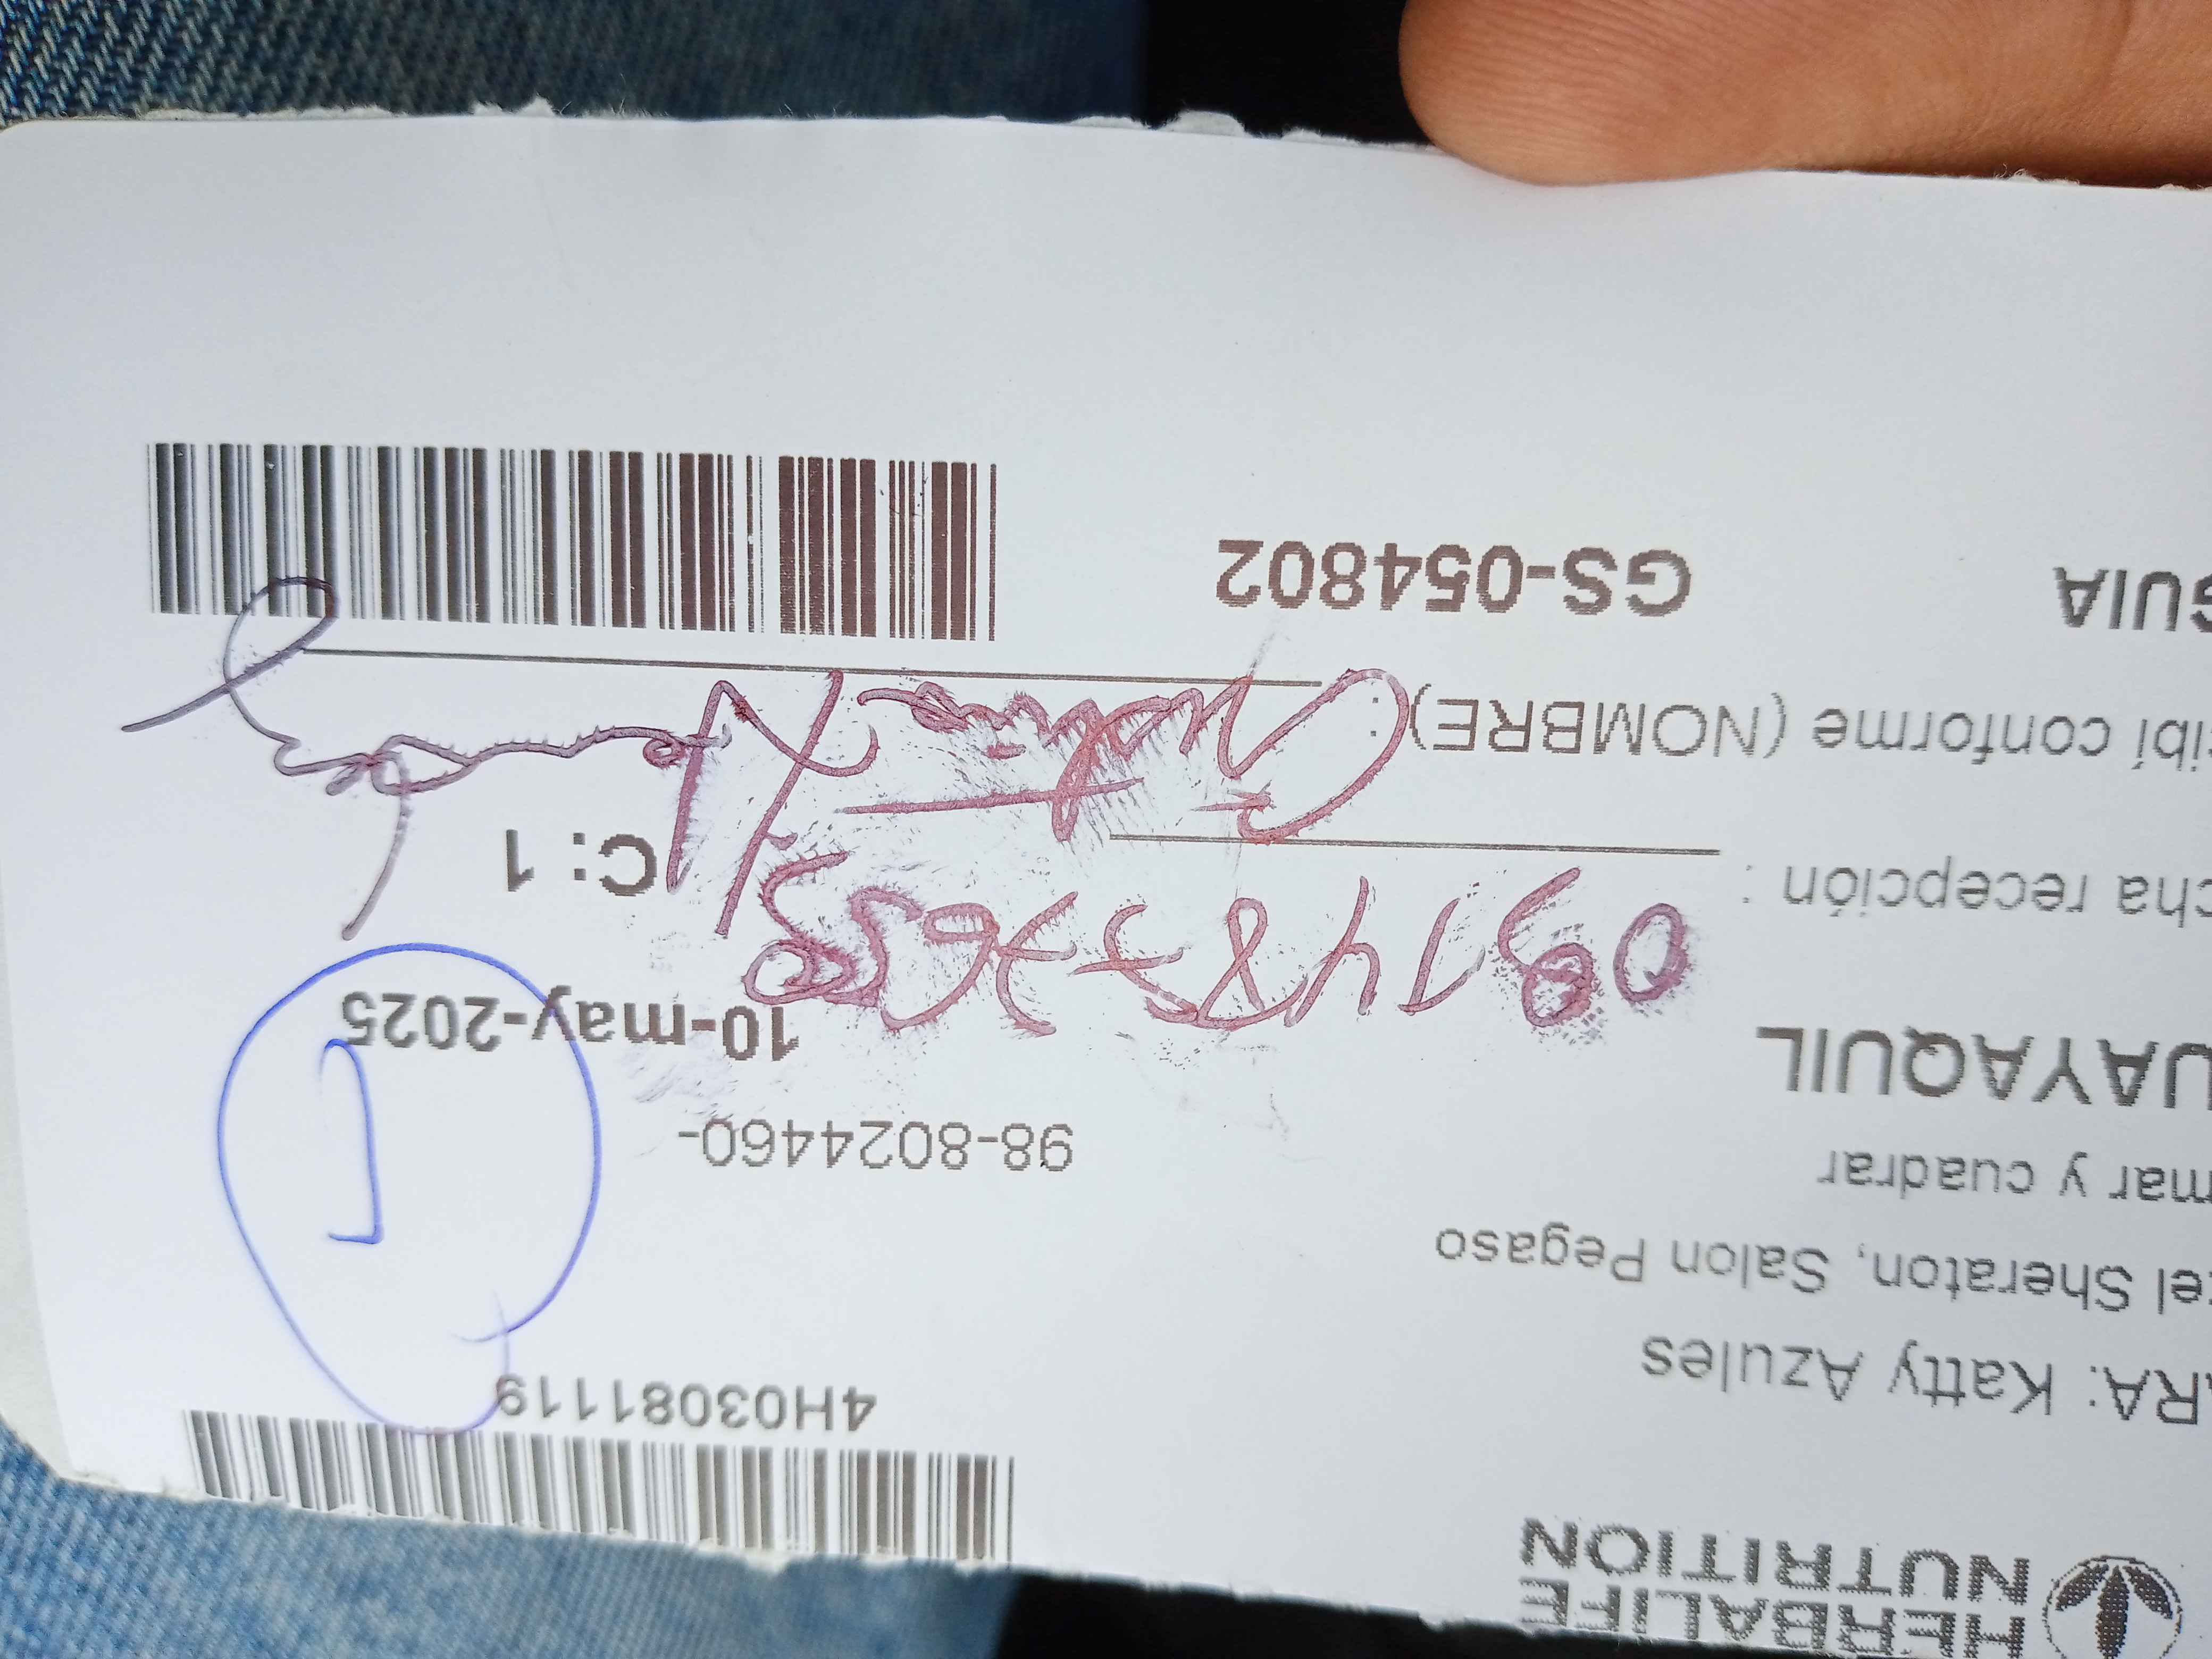 HERBALIFE
NUTRITION
4H03081119
RA: Katty Azules
el Sheraton, Salon Pegaso
mar y cuadrar
98-8024460-
UAYAQUIL
10-may-2025
1
cha recepción :
C: 1
ibí conforme (NOMBRE) :
GUIA
GS-054802